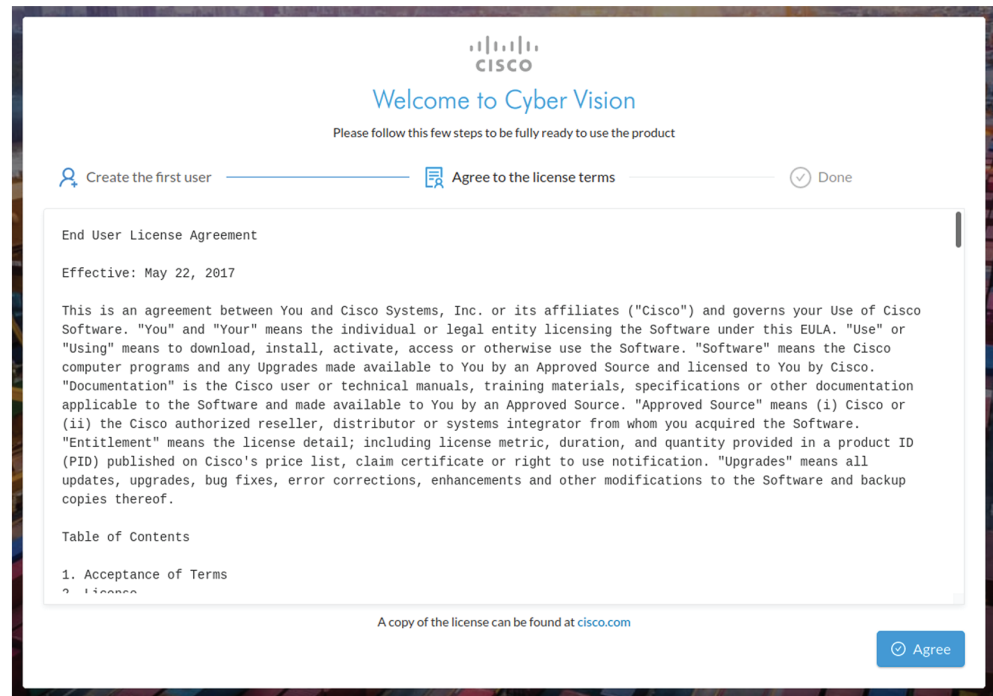 CISCO
Welcome to Cyber Vision
Please follow this few steps to be fully ready to use the product
Create the first user
Agree to the license terms
Done
End User License Agreement
Effective: May 22, 2017
This is an agreement between You and Cisco Systems, Inc. or its affiliates ("Cisco") and governs your Use of Cisco
Software. "You" and "Your" means the individual or legal entity licensing the Software under this EULA. "Use" or
"Using" means to download, install, activate, access or otherwise use the Software. "Software" means the Cisco
computer programs and any Upgrades made available to You by an Approved Source and licensed to You by Cisco.
"Documentation" is the Cisco user or technical manuals, training materials, specifications or other documentation
applicable to the Software and made available to You by an Approved Source. "Approved Source" means (i) Cisco or
(ii) the Cisco authorized reseller, distributor or systems integrator from whom you acquired the Software.
"Entitlement" means the license detail; including license metric, duration, and quantity provided in a product ID
(PID) published on Cisco's price list, claim certificate or right to use notification. "Upgrades" means all
updates, upgrades, bug fixes, error corrections, enhancements and other modifications to the Software and backup
copies thereof.
Table of Contents
1. Acceptance of Terms
2. License
A copy of the license can be found at cisco.com
Agree